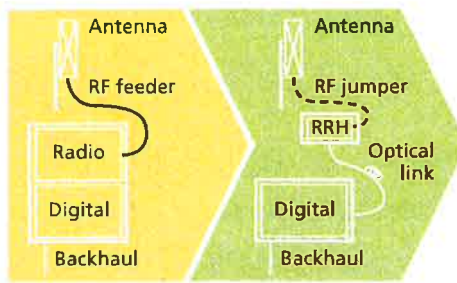 Antenna
RF feeder
Radio
Digital
Backhaul
Antenna
RF jumper
RRH
Optical
link
Digital
Backhaul